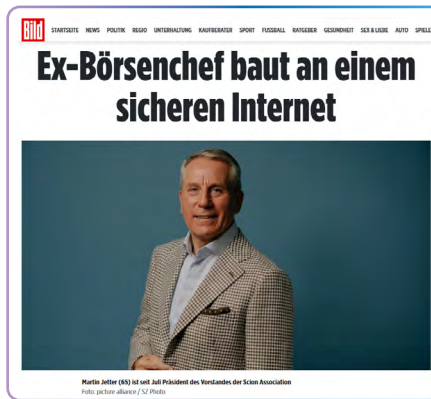 Bild
STARTSEITE NEWS POLITIK REGIO UNTERHALTUNG KAUFBERATER SPORT FUSSBALL RATGEBER GESUNDHEIT SEX & LIEBE AUTO SPIELE
Ex-Börsenchef baut an einem
sicheren Internet
Martin Jetter (65) ist seit Juli Präsident des Vorstandes der Scion Association
Foto: picture alliance / SZ Photo